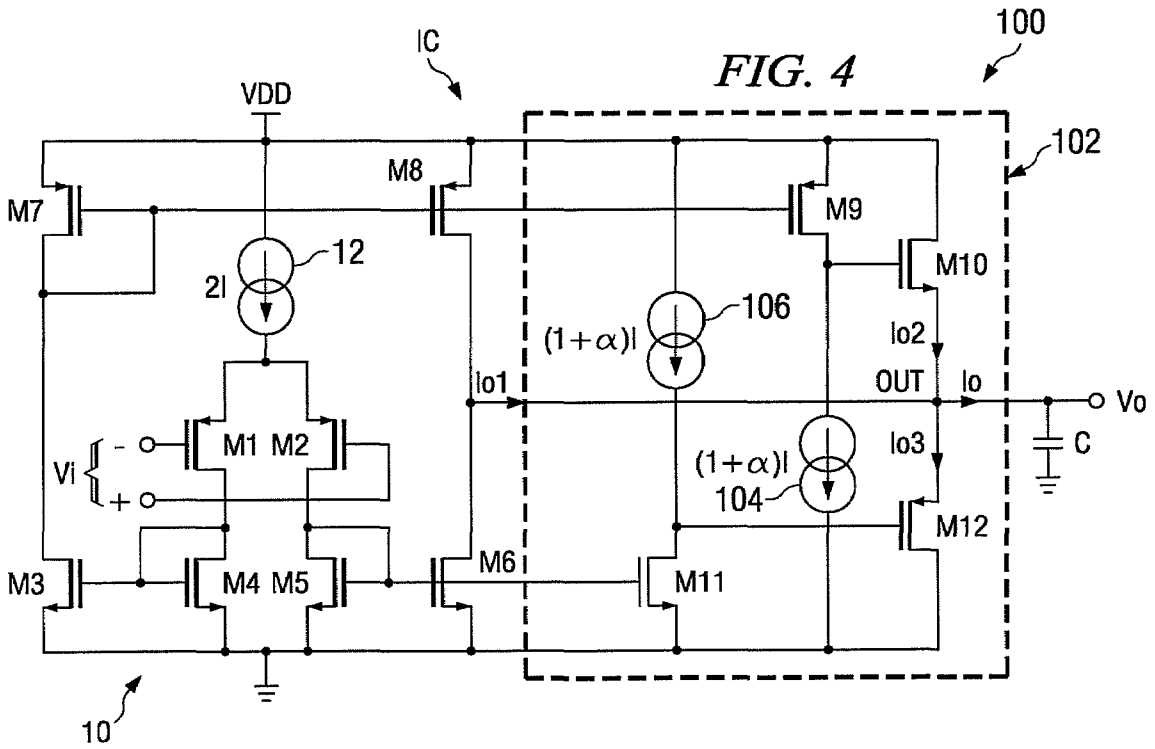 FIG. 4
100
IC
VDD
102
M7
M8
M9
M10
12
2I
106
(1+α)I
Io2
Io1
OUT
Io
Vo
M1
M2
Vi
-
+
Io3
C
(1+α)I
104
M12
M3
M4
M5
M6
M11
10